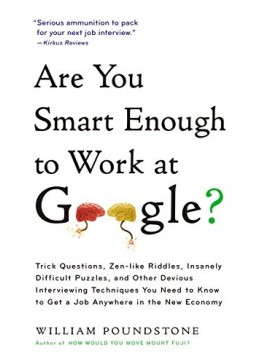 "Serious ammunition to pack
for your next job interview."
—Kirkus Reviews
Are You
Smart Enough
to Work at
Google?
Trick Questions, Zen-like Riddles, Insanely
Difficult Puzzles, and Other Devious
Interviewing Techniques You Need to Know
to Get a Job Anywhere in the New Economy
WILLIAM POUNDSTONE
Author of HOW WOULD YOU MOVE MOUNT FUJI?